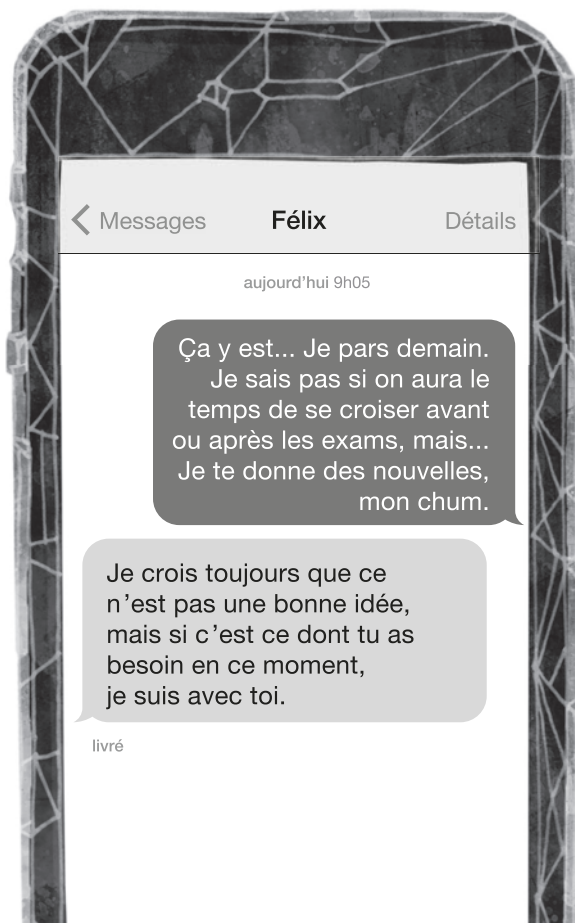 Messages Félix Détails
aujourd'hui 9h05
Ça y est... Je pars demain.
Je sais pas si on aura le
temps de se croiser avant
ou après les exams, mais...
Je te donne des nouvelles,
mon chum.
Je crois toujours que ce
n'est pas une bonne idée,
mais si c'est ce dont tu as
besoin en ce moment,
je suis avec toi.
livré